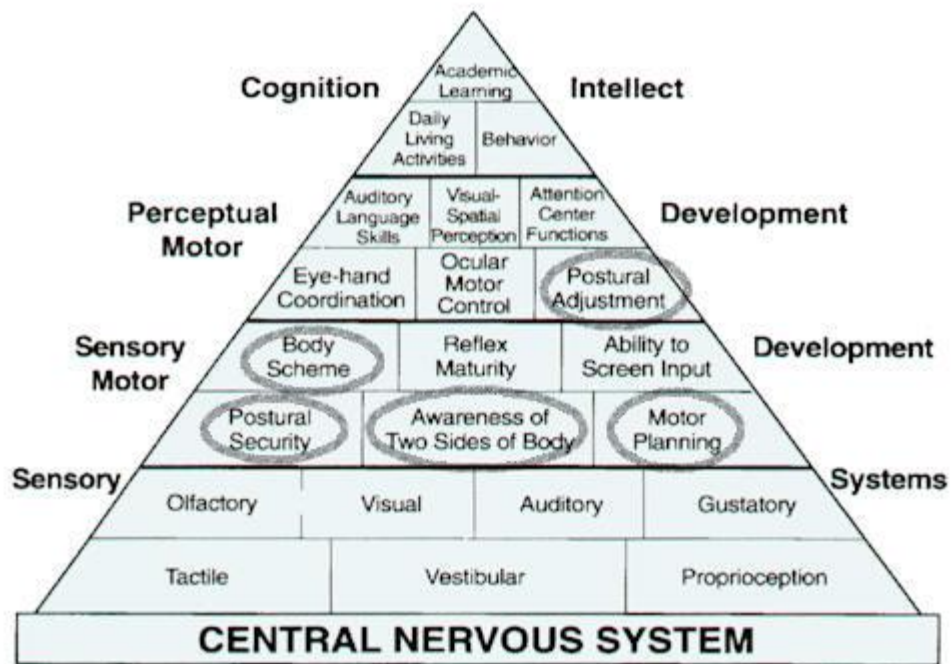 Academic
Learning
Cognition
Intellect
Daily
Living
Activities
Behavior
Auditory
Language
Skills
Visual-
Spatial
Perception
Attention
Center
Functions
Perceptual
Motor
Development
Eye-hand
Coordination
Ocular
Motor
Control
Postural
Adjustment
Sensory
Motor
Development
Body
Scheme
Reflex
Maturity
Ability to
Screen Input
Postural
Security
Awareness of
Two Sides of Body
Motor
Planning
Sensory
Systems
Olfactory
Visual
Auditory
Gustatory
Tactile
Vestibular
Proprioception
CENTRAL NERVOUS SYSTEM